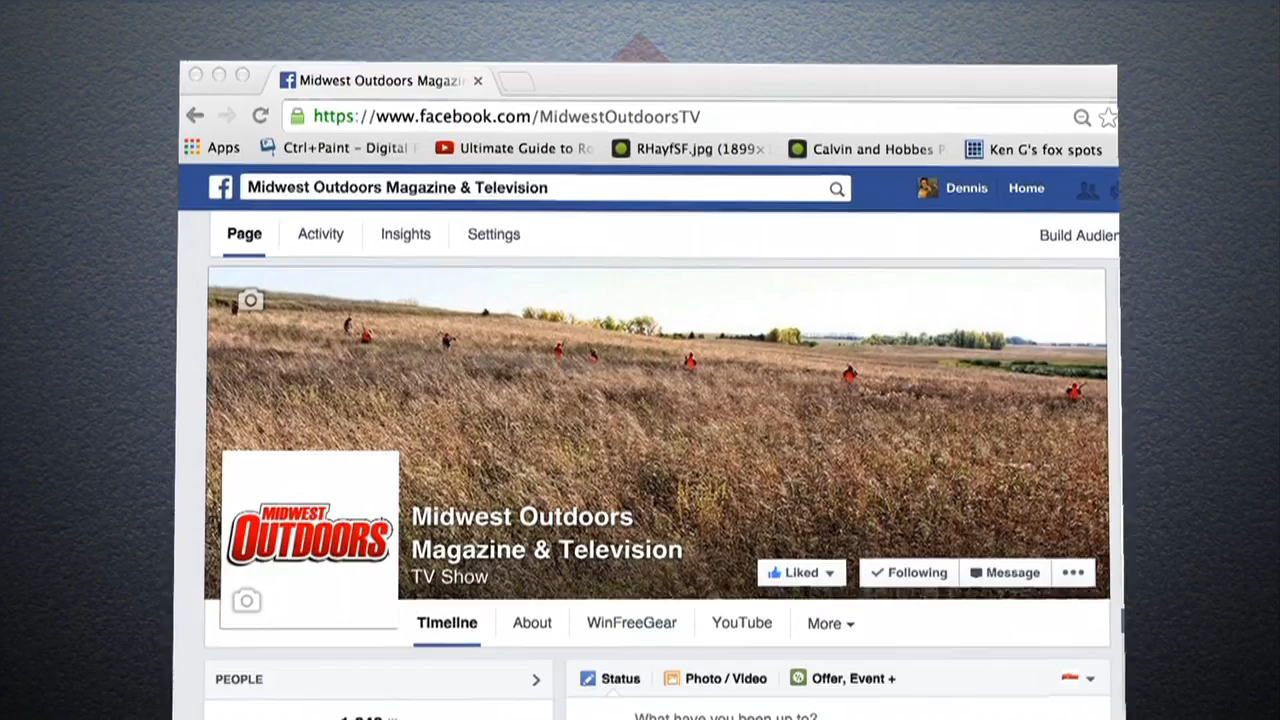 Midwest Outdoors Magazi
https://www.facebook.com/MidwestOutdoorsTV
Apps Ctrl+Paint – Digital Ultimate Guide to Ro RHayfSF.jpg (1899× Calvin and Hobbes P Ken G's fox spots
Midwest Outdoors Magazine & Television Dennis Home
Page Activity Insights Settings Build Audien
MIDWEST
OUTDOORS
Midwest Outdoors
Magazine & Television
TV Show
Liked Following Message
Timeline About WinFreeGear YouTube More
PEOPLE Status Photo / Video Offer, Event +
What have you been up to?